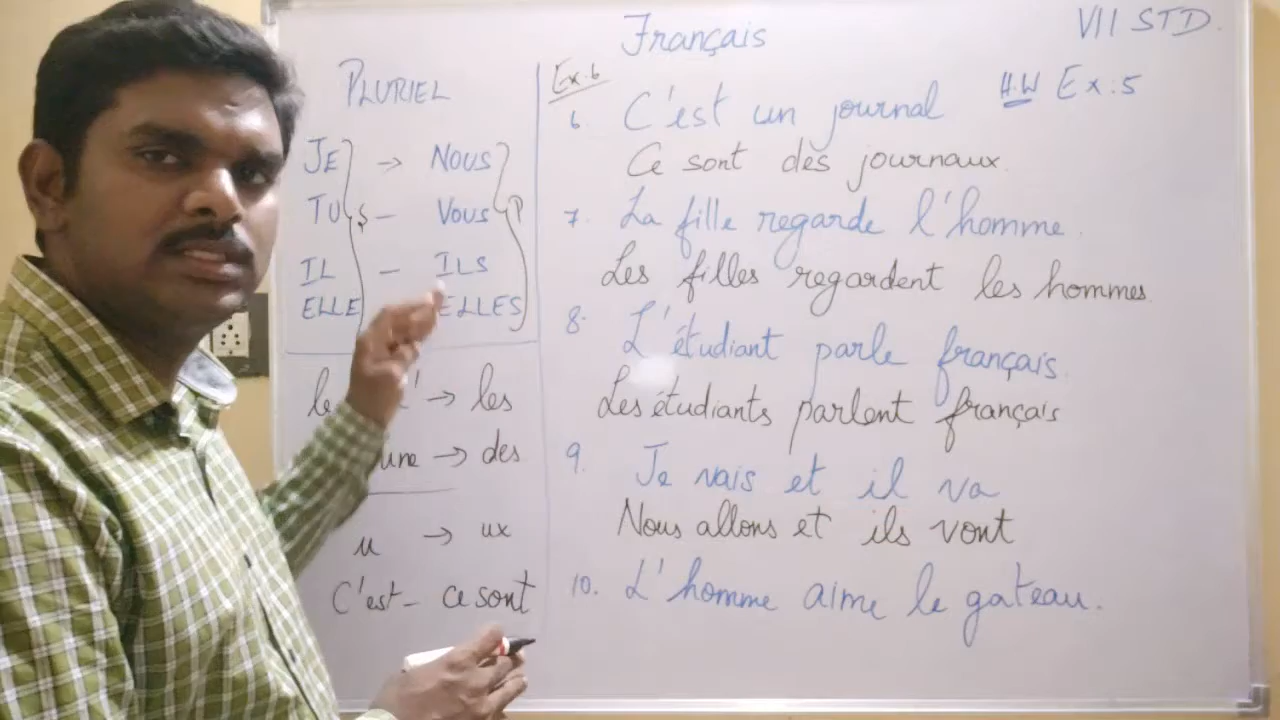 Français
VII STD.
H.W Ex:5
PLURIEL
JE → NOUS
TU S – VOUS P
IL – ILS
ELLE ELLES
le ' → les
une → des
u → ux
C'est – ce sont
Ex.6
6. C'est un journal
Ce sont des journaux.
7. La fille regarde l'homme.
Les filles regardent les hommes.
8. L'étudiant parle français.
Les étudiants parlent français
9. Je vais et il va
Nous allons et ils vont
10. L'homme aime le gateau.